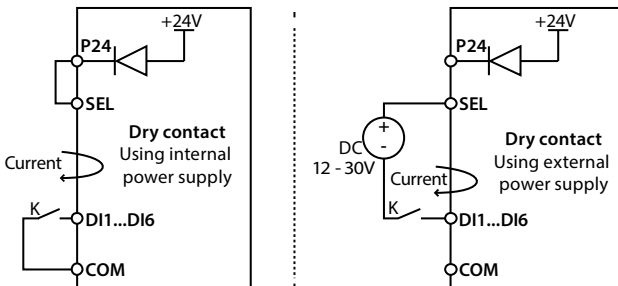 +24V
P24
SEL
Dry contact
Using internal
power supply
Current
K
DI1...DI6
COM
+24V
P24
SEL
+
-
DC
12 - 30V
Dry contact
Using external
power supply
Current
K
DI1...DI6
COM